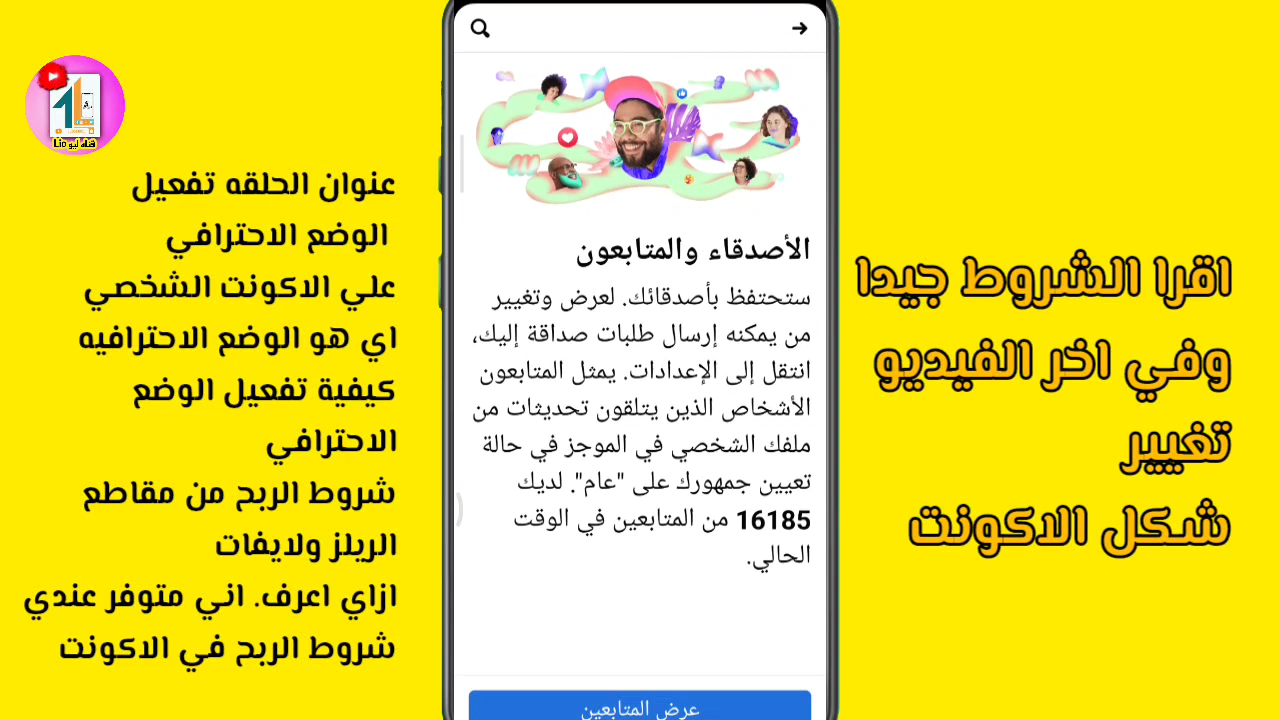 قناه ابو حنا
عنوان الحلقه تفعيل
الوضع الاحترافي
علي الاكونت الشخصي
اي هو الوضع الاحترافيه
كيفية تفعيل الوضع
الاحترافي
شروط الربح من مقاطع
الريلز ولايفات
ازاي اعرف. اني متوفر عندي
شروط الربح في الاكونت
الأصدقاء والمتابعون
ستحتفظ بأصدقائك. لعرض وتغيير
من يمكنه إرسال طلبات صداقة إليك،
انتقل إلى الإعدادات. يمثل المتابعون
الأشخاص الذين يتلقون تحديثات من
ملفك الشخصي في الموجز في حالة
تعيين جمهورك على "عام". لديك
16185 من المتابعين في الوقت
الحالي.
عرض المتابعين
اقرا الشروط جيدا
وفي اخر الفيديو
تغيير
شكل الاكونت